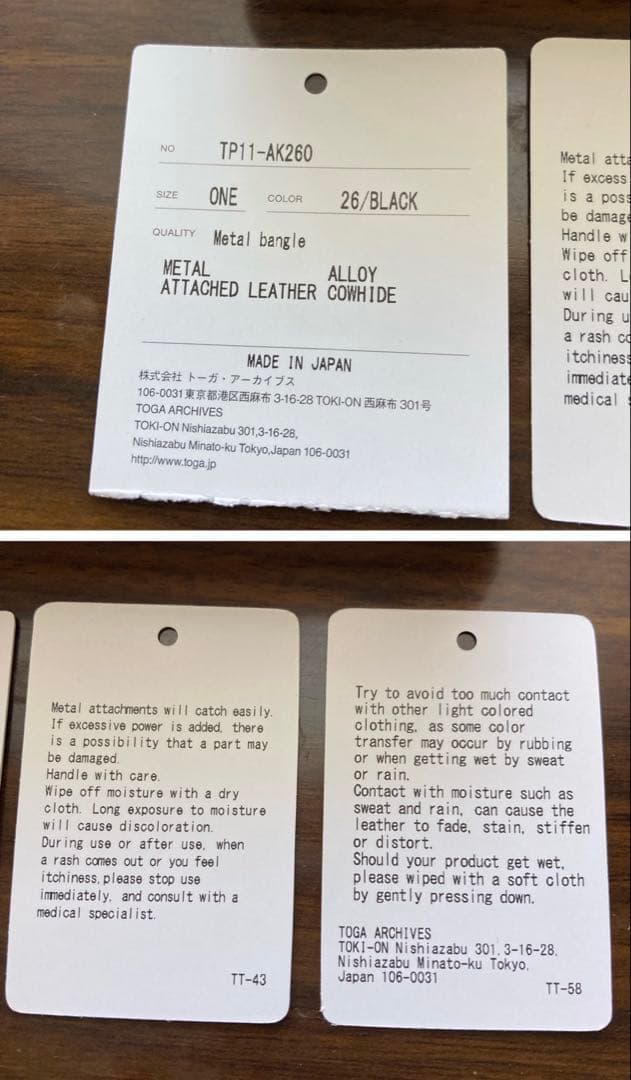 NO TP11-AK260
SIZE ONE COLOR 26/BLACK
QUALITY Metal bangle
METAL ALLOY
ATTACHED LEATHER COWHIDE
MADE IN JAPAN
株式会社 トーガ・アーカイブス
106-0031東京都港区西麻布 3-16-28 TOKI-ON 西麻布 301号
TOGA ARCHIVES
TOKI-ON Nishiazabu 301,3-16-28,
Nishiazabu Minato-ku Tokyo,Japan 106-0031
http://www.toga.jp
Metal atta
If excess
is a poss
be damage
Handle w
Wipe off
cloth. L
will cau
During u
a rash co
itchiness
immediate
medical s
Metal attachments will catch easily.
If excessive power is added, there
is a possibility that a part may
be damaged.
Handle with care.
Wipe off moisture with a dry
cloth. Long exposure to moisture
will cause discoloration.
During use or after use, when
a rash comes out or you feel
itchiness,please stop use
immediately, and consult with a
medical specialist.
TT-43
Try to avoid too much contact
with other light colored
clothing, as some color
transfer may occur by rubbing
or when getting wet by sweat
or rain.
Contact with moisture such as
sweat and rain, can cause the
leather to fade, stain, stiffen
or distort.
Should your product get wet,
please wiped with a soft cloth
by gently pressing down.
TOGA ARCHIVES
TOKI-ON Nishiazabu 301,3-16-28,
Nishiazabu Minato-ku Tokyo,
Japan 106-0031
TT-58